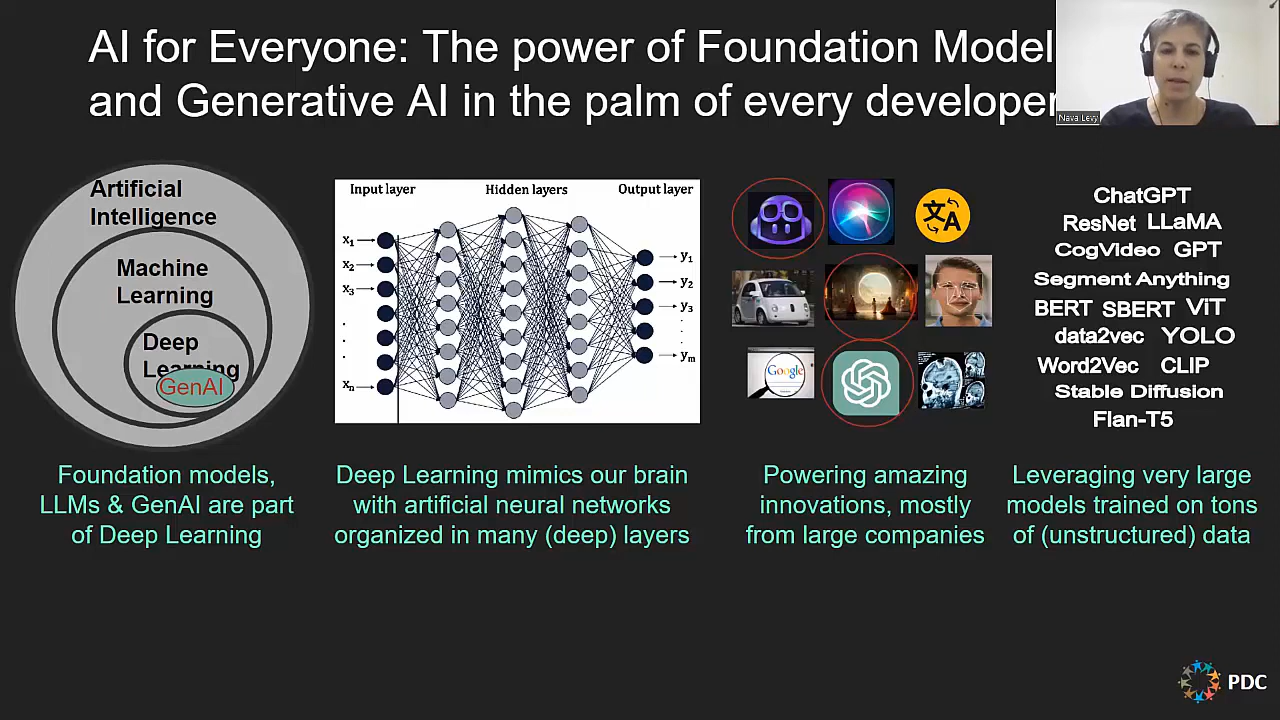 AI for Everyone: The power of Foundation Model
and Generative AI in the palm of every developer
Nava Levy
Artificial
Intelligence
Machine
Learning
Deep
Learning
GenAI
Foundation models,
LLMs & GenAI are part
of Deep Learning
Input layer
Hidden layers
Output layer
x1
x2
x3
xn
y1
y2
y3
ym
Deep Learning mimics our brain
with artificial neural networks
organized in many (deep) layers
文A
Google
Powering amazing
innovations, mostly
from large companies
ChatGPT
ResNet LLaMA
CogVideo GPT
Segment Anything
BERT SBERT ViT
data2vec YOLO
Word2Vec CLIP
Stable Diffusion
Flan-T5
Leveraging very large
models trained on tons
of (unstructured) data
PDC